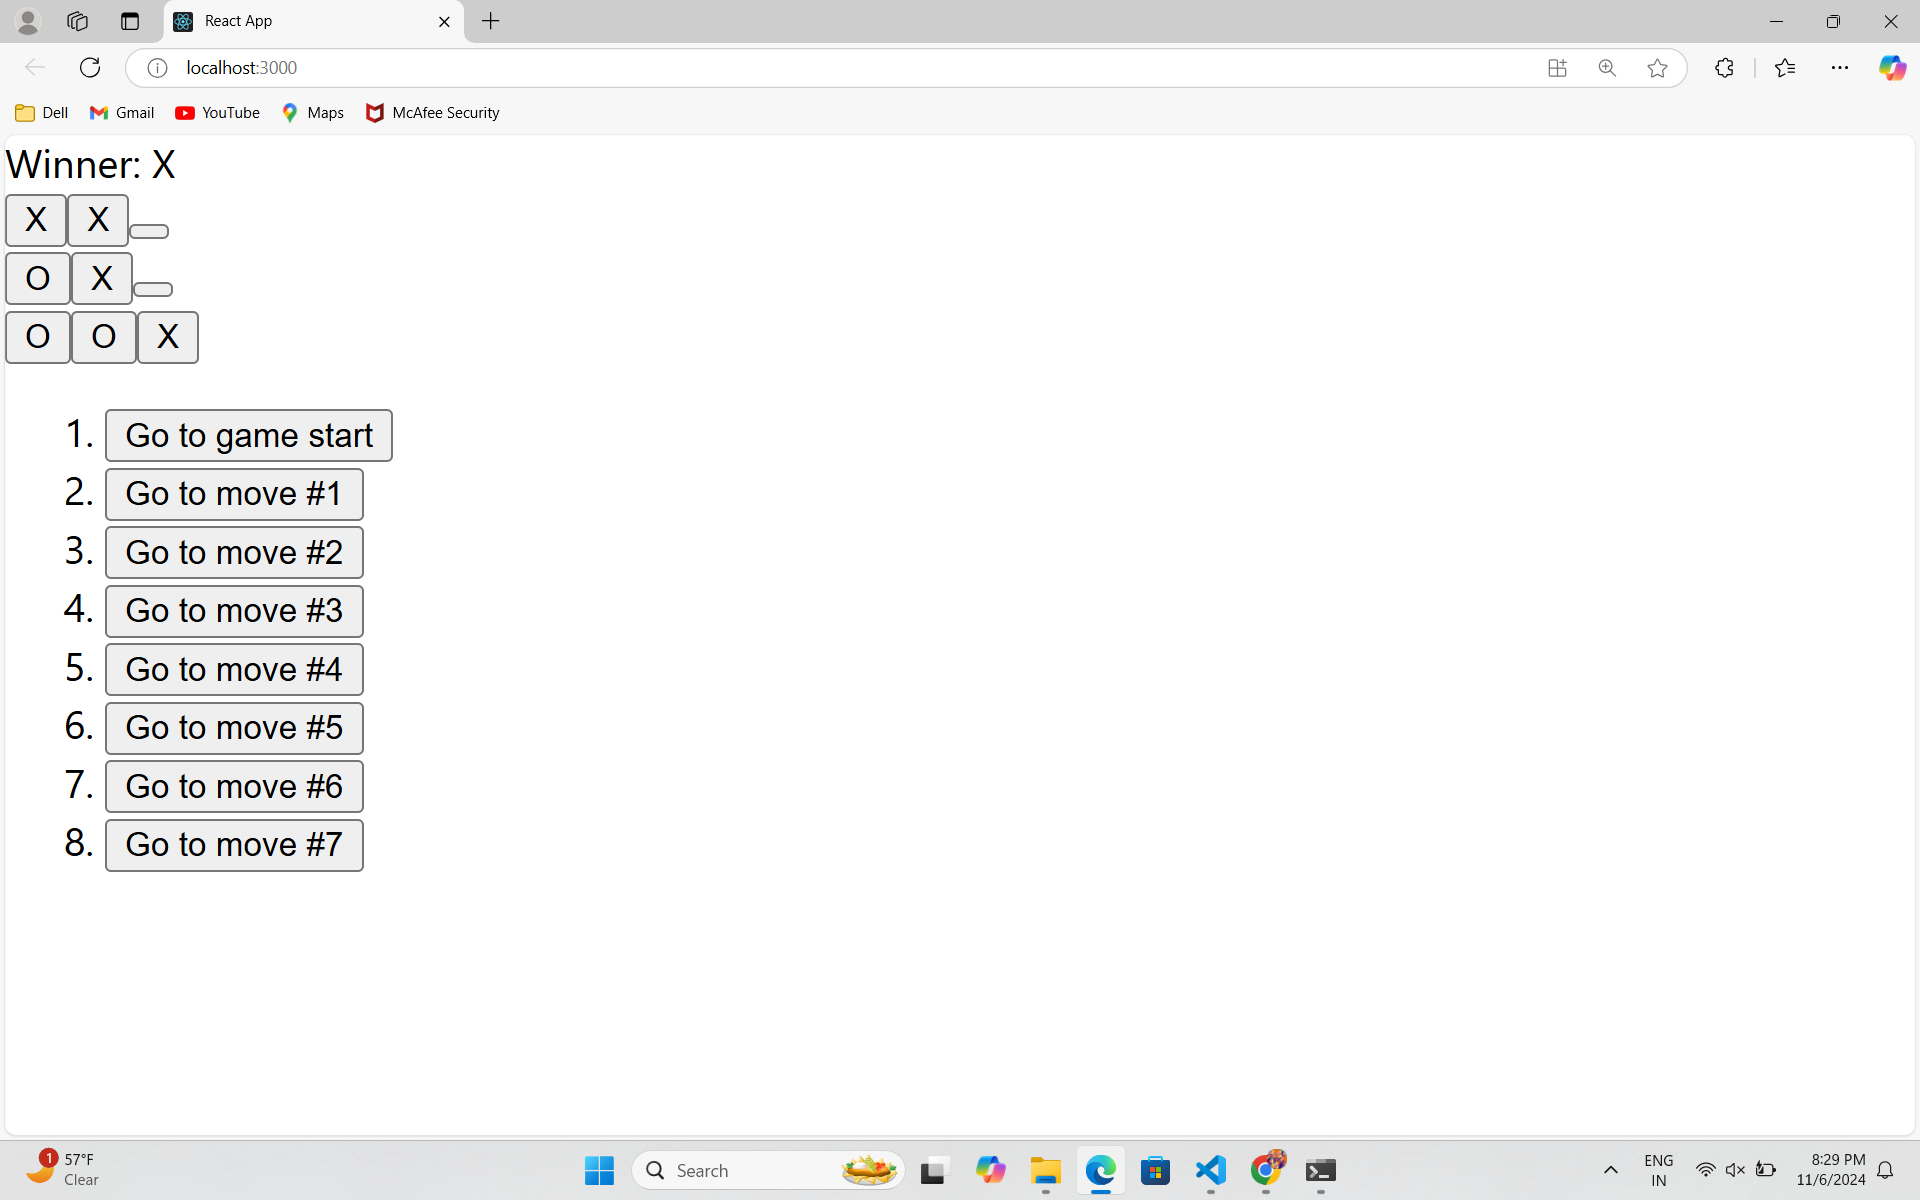 React App
localhost:3000
Dell Gmail YouTube Maps McAfee Security
Winner: X
X X
O X
O O X
1. Go to game start
2. Go to move #1
3. Go to move #2
4. Go to move #3
5. Go to move #4
6. Go to move #5
7. Go to move #6
8. Go to move #7
1 57°F
Clear
Search
ENG
IN
8:29 PM
11/6/2024